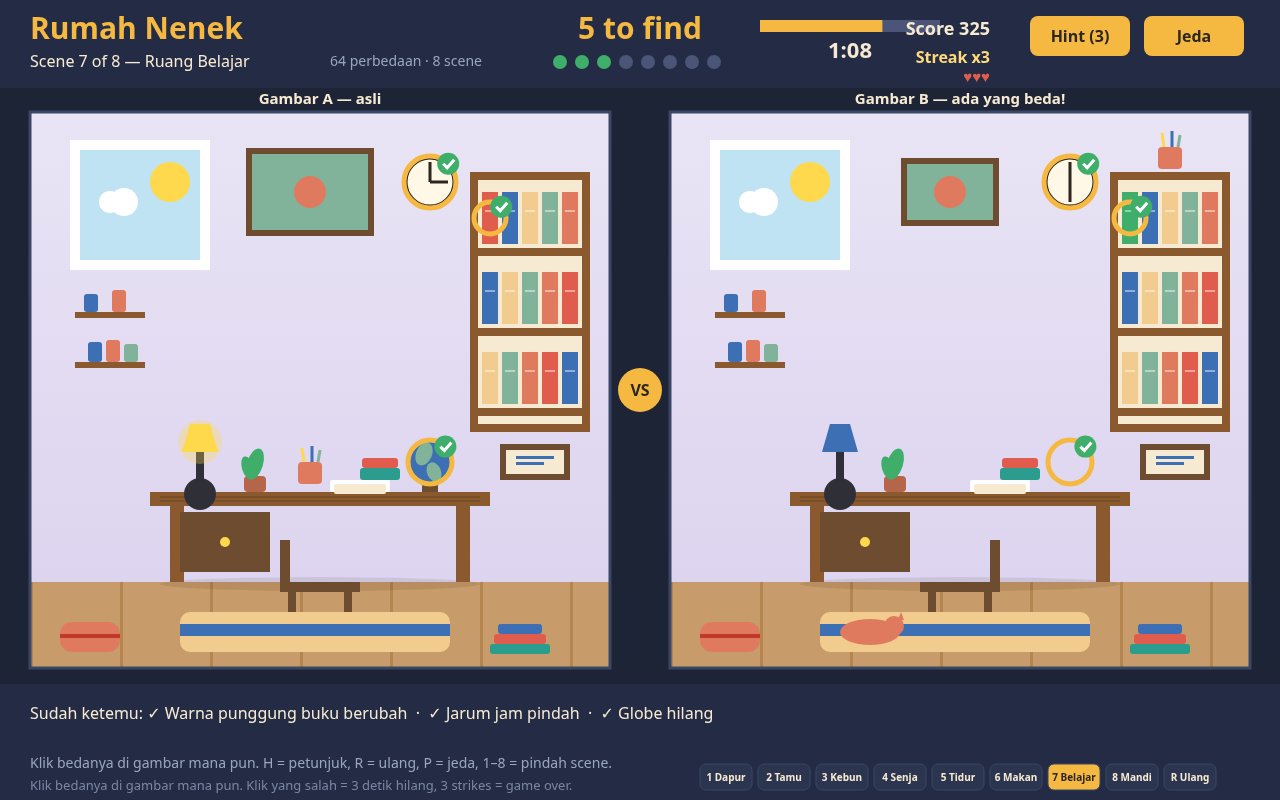 Rumah Nenek
Scene 7 of 8 — Ruang Belajar
64 perbedaan · 8 scene
5 to find
1:08
Score 325
Streak x3
♥♥♥
Hint (3)
Jeda
Gambar A — asli
Gambar B — ada yang beda!
VS
Sudah ketemu: ✓ Warna punggung buku berubah · ✓ Jarum jam pindah · ✓ Globe hilang
Klik bedanya di gambar mana pun. H = petunjuk, R = ulang, P = jeda, 1–8 = pindah scene.
Klik bedanya di gambar mana pun. Klik yang salah = 3 detik hilang, 3 strikes = game over.
1 Dapur
2 Tamu
3 Kebun
4 Senja
5 Tidur
6 Makan
7 Belajar
8 Mandi
R Ulang